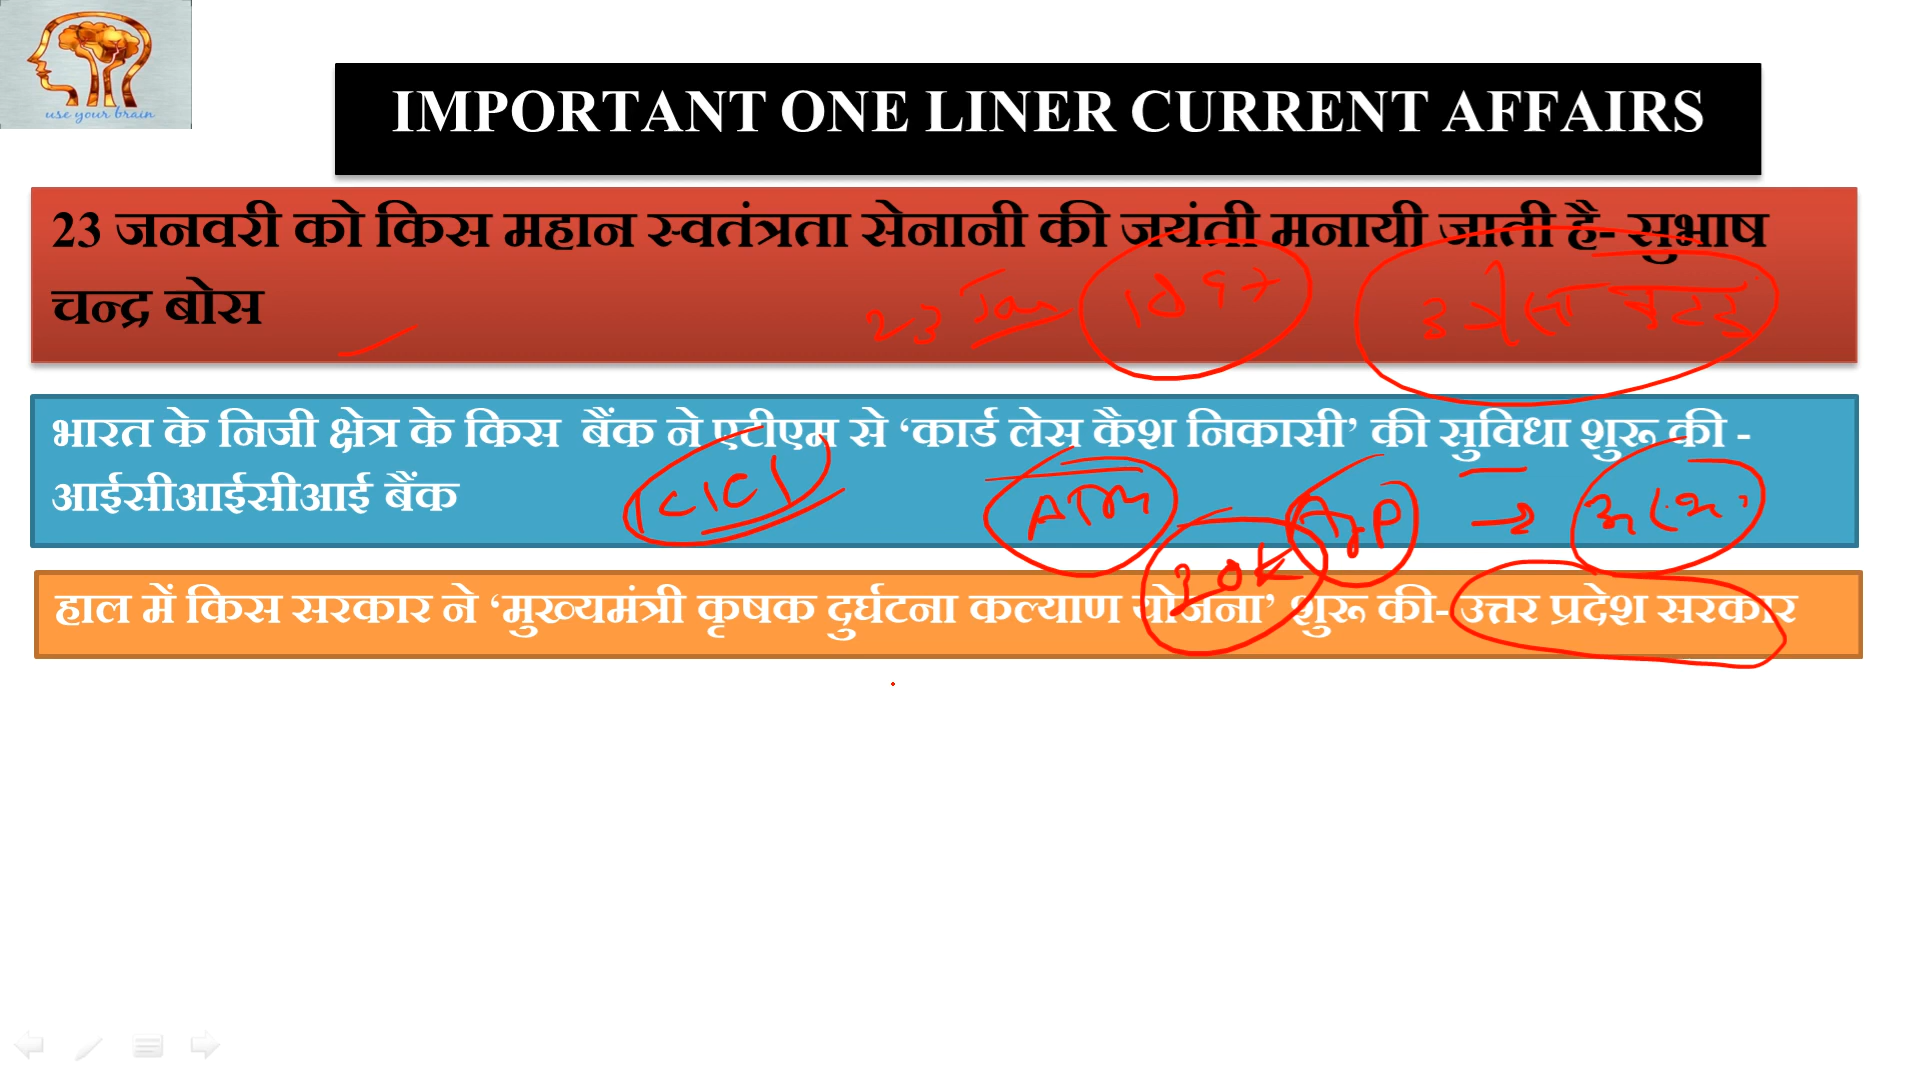 use your brain
IMPORTANT ONE LINER CURRENT AFFAIRS
23 जनवरी को किस महान स्वतंत्रता सेनानी की जयंती मनायी जाती है- सुभाष
चन्द्र बोस
23 Jan 1897
भारत के निजी क्षेत्र के किस बैंक ने एटीएम से ‘कार्ड लेस कैश निकासी’ की सुविधा शुरू की -
आईसीआईसीआई बैंक
ICICI ATM
20K
हाल में किस सरकार ने ‘मुख्यमंत्री कृषक दुर्घटना कल्याण योजना’ शुरू की- उत्तर प्रदेश सरकार